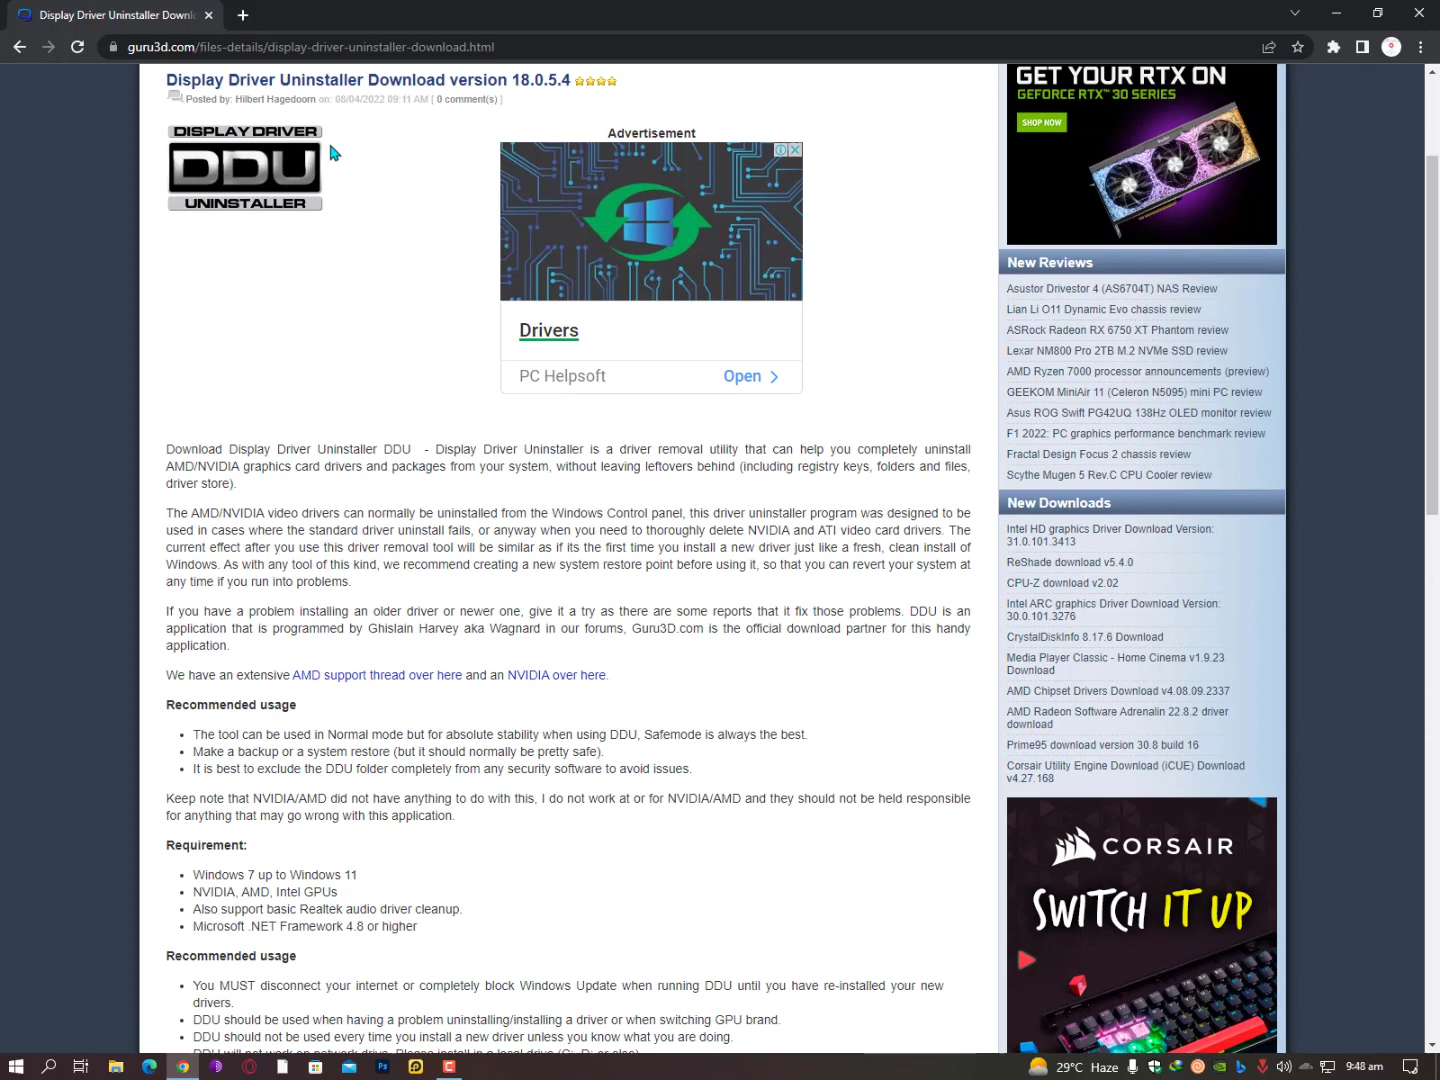 Display Driver Uninstaller Downl
guru3d.com/files-details/display-driver-uninstaller-download.html
Display Driver Uninstaller Download version 18.0.5.4
Posted by: Hilbert Hagedoorn on: 08/04/2022 09:11 AM [ 0 comment(s) ]
DISPLAY DRIVER
DDU
UNINSTALLER
Advertisement
Drivers
PC Helpsoft
Open
Download Display Driver Uninstaller DDU - Display Driver Uninstaller is a driver removal utility that can help you completely uninstall
AMD/NVIDIA graphics card drivers and packages from your system, without leaving leftovers behind (including registry keys, folders and files,
driver store).
The AMD/NVIDIA video drivers can normally be uninstalled from the Windows Control panel, this driver uninstaller program was designed to be
used in cases where the standard driver uninstall fails, or anyway when you need to thoroughly delete NVIDIA and ATI video card drivers. The
current effect after you use this driver removal tool will be similar as if its the first time you install a new driver just like a fresh, clean install of
Windows. As with any tool of this kind, we recommend creating a new system restore point before using it, so that you can revert your system at
any time if you run into problems.
If you have a problem installing an older driver or newer one, give it a try as there are some reports that it fix those problems. DDU is an
application that is programmed by Ghislain Harvey aka Wagnard in our forums, Guru3D.com is the official download partner for this handy
application.
We have an extensive AMD support thread over here and an NVIDIA over here.
Recommended usage
The tool can be used in Normal mode but for absolute stability when using DDU, Safemode is always the best.
Make a backup or a system restore (but it should normally be pretty safe).
It is best to exclude the DDU folder completely from any security software to avoid issues.
Keep note that NVIDIA/AMD did not have anything to do with this, I do not work at or for NVIDIA/AMD and they should not be held responsible
for anything that may go wrong with this application.
Requirement:
Windows 7 up to Windows 11
NVIDIA, AMD, Intel GPUs
Also support basic Realtek audio driver cleanup.
Microsoft .NET Framework 4.8 or higher
Recommended usage
You MUST disconnect your internet or completely block Windows Update when running DDU until you have re-installed your new
drivers.
DDU should be used when having a problem uninstalling/installing a driver or when switching GPU brand.
DDU should not be used every time you install a new driver unless you know what you are doing.
DDU will not work on network drive. Please install in a local drive (C:, D: or else).
GET YOUR RTX ON
GEFORCE RTX™ 30 SERIES
SHOP NOW
New Reviews
Asustor Drivestor 4 (AS6704T) NAS Review
Lian Li O11 Dynamic Evo chassis review
ASRock Radeon RX 6750 XT Phantom review
Lexar NM800 Pro 2TB M.2 NVMe SSD review
AMD Ryzen 7000 processor announcements (preview)
GEEKOM MiniAir 11 (Celeron N5095) mini PC review
Asus ROG Swift PG42UQ 138Hz OLED monitor review
F1 2022: PC graphics performance benchmark review
Fractal Design Focus 2 chassis review
Scythe Mugen 5 Rev.C CPU Cooler review
New Downloads
Intel HD graphics Driver Download Version:
31.0.101.3413
ReShade download v5.4.0
CPU-Z download v2.02
Intel ARC graphics Driver Download Version:
30.0.101.3276
CrystalDiskInfo 8.17.6 Download
Media Player Classic - Home Cinema v1.9.23
Download
AMD Chipset Drivers Download v4.08.09.2337
AMD Radeon Software Adrenalin 22.8.2 driver
download
Prime95 download version 30.8 build 16
Corsair Utility Engine Download (iCUE) Download
v4.27.168
CORSAIR
SWITCH IT UP
29°C Haze
9:48 am